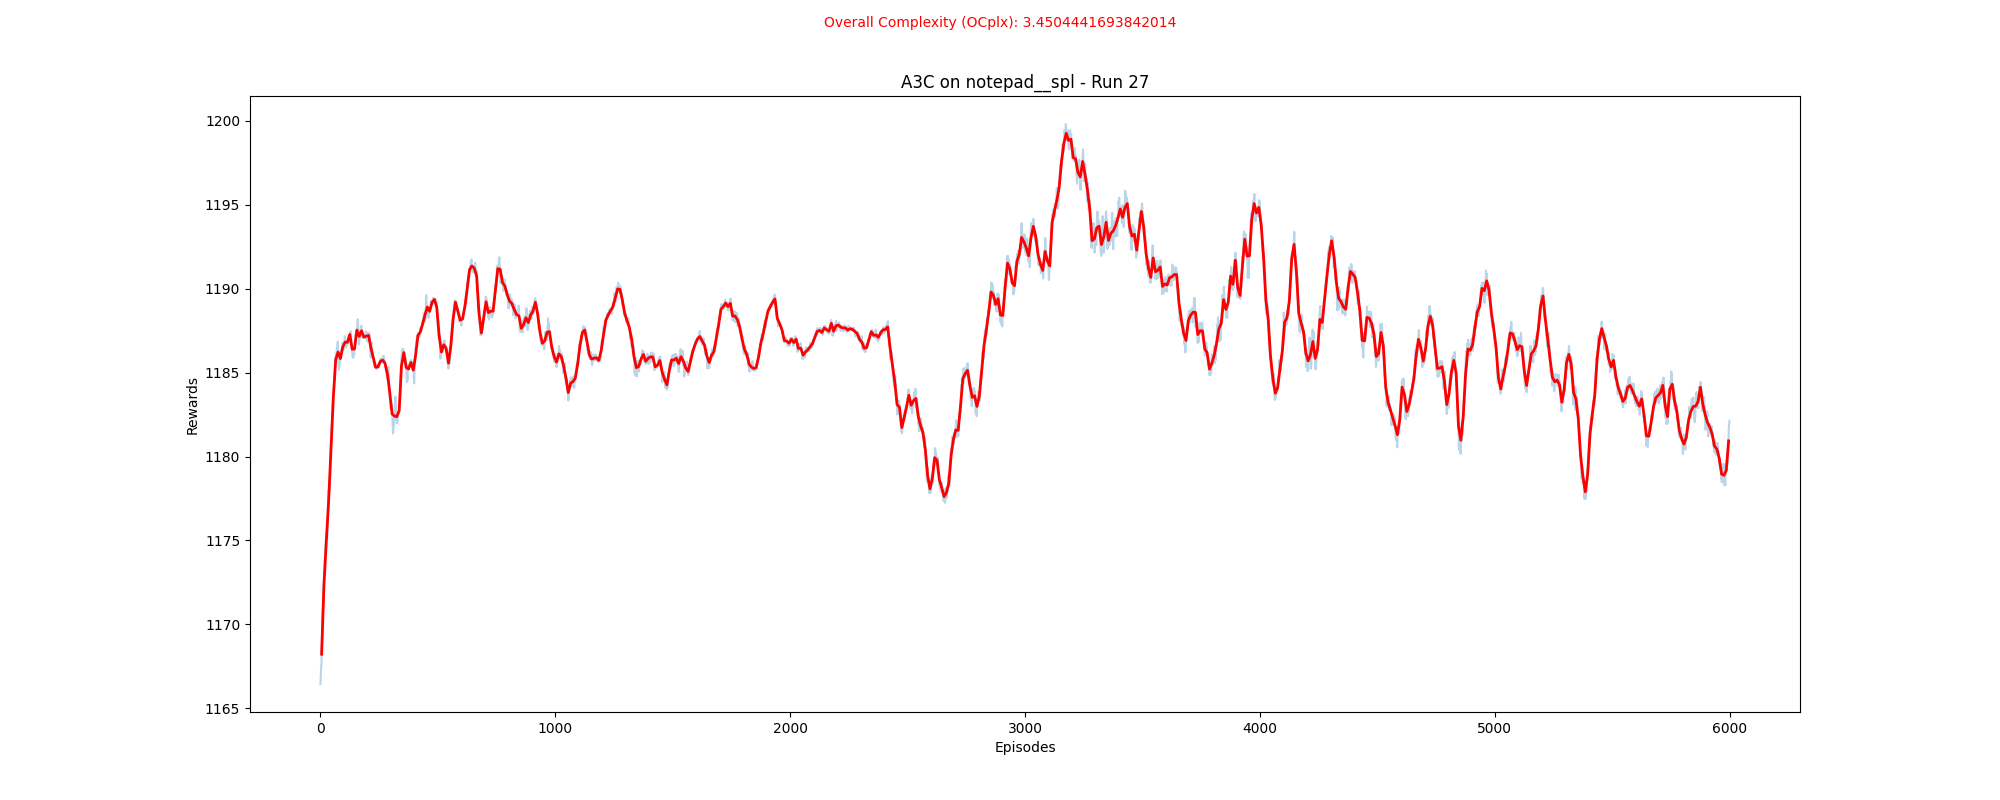 Overall Complexity (OCplx): 3.4504441693842014
A3C on notepad__spl - Run 27
1200
1195
1190
1185
1180
1175
1170
1165
Rewards
0 1000 2000 3000 4000 5000 6000
Episodes